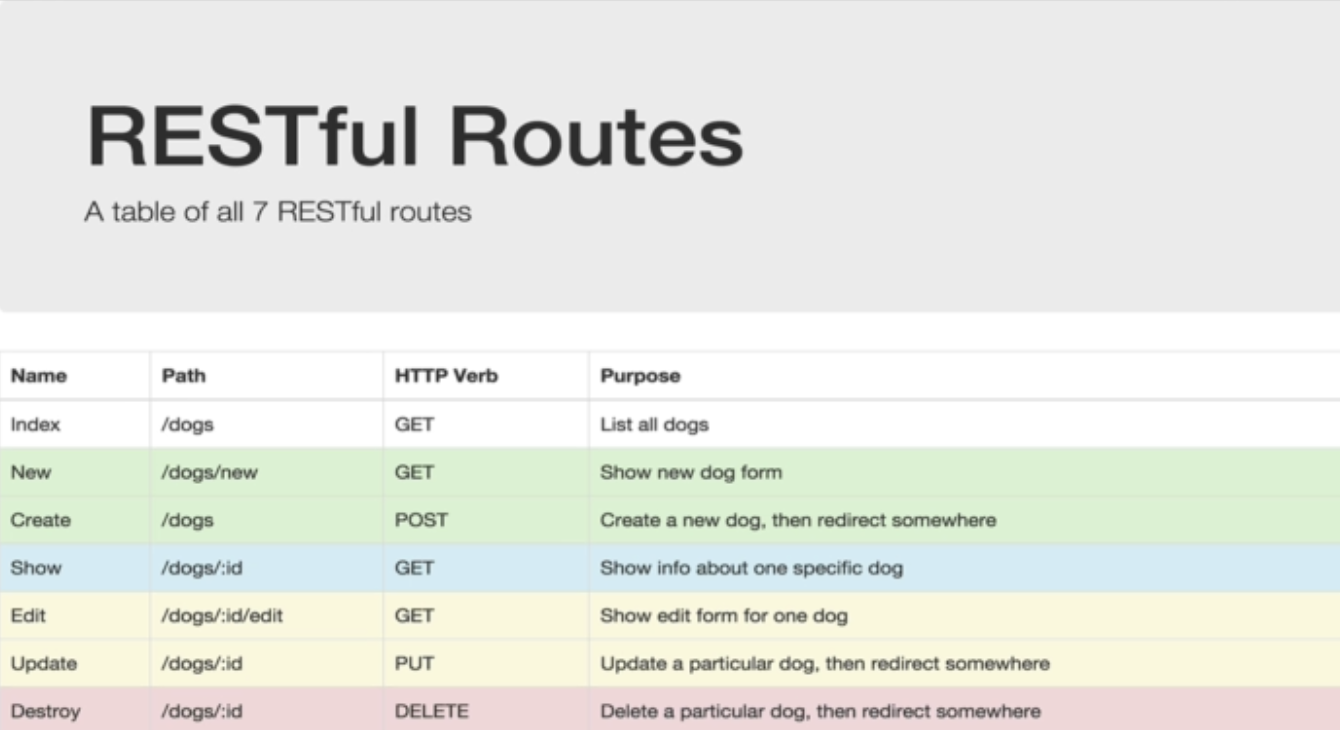 RESTful Routes
A table of all 7 RESTful routes
Name Path HTTP Verb Purpose
Index /dogs GET List all dogs
New /dogs/new GET Show new dog form
Create /dogs POST Create a new dog, then redirect somewhere
Show /dogs/:id GET Show info about one specific dog
Edit /dogs/:id/edit GET Show edit form for one dog
Update /dogs/:id PUT Update a particular dog, then redirect somewhere
Destroy /dogs/:id DELETE Delete a particular dog, then redirect somewhere